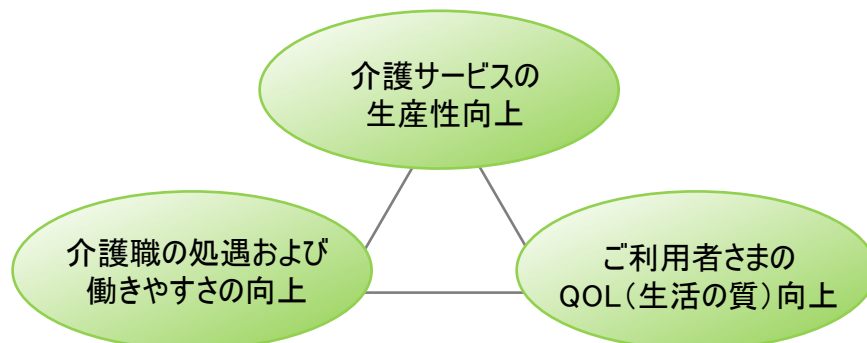 介護サービスの
生産性向上
介護職の処遇および
働きやすさの向上
ご利用者さまの
QOL（生活の質）向上